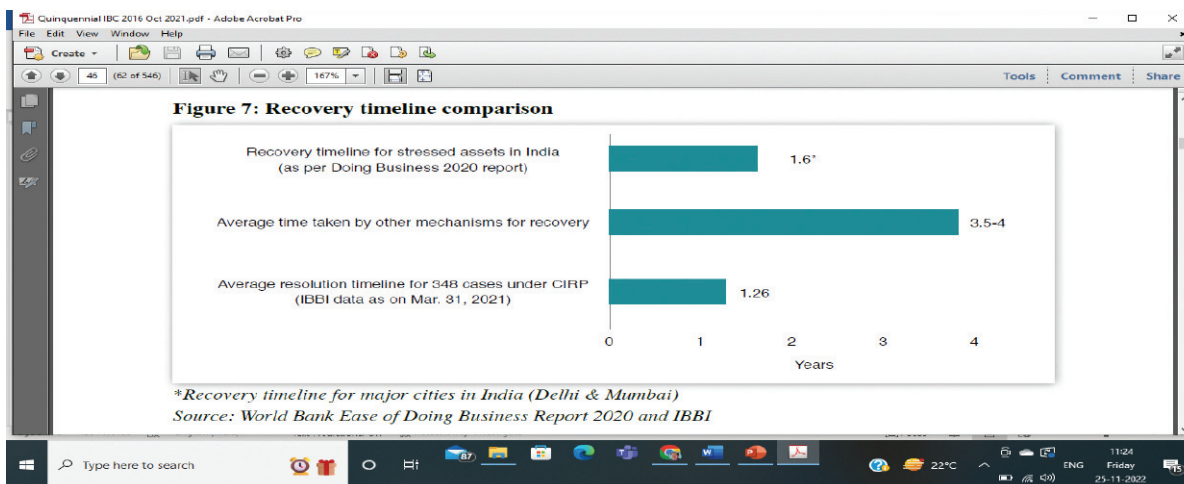 Quinquennial IBC 2016 Oct 2021.pdf - Adobe Acrobat Pro
File Edit View Window Help
Create
46 (62 of 546) 167% Tools Comment Share
Figure 7: Recovery timeline comparison
Recovery timeline for stressed assets in India
(as per Doing Business 2020 report)
1.6*
Average time taken by other mechanisms for recovery
3.5-4
Average resolution timeline for 348 cases under CIRP
(IBBI data as on Mar. 31, 2021)
1.26
0 1 2 3 4
Years
*Recovery timeline for major cities in India (Delhi & Mumbai)
Source: World Bank Ease of Doing Business Report 2020 and IBBI
Type here to search
87
22°C
ENG
11:24
Friday
25-11-2022
15